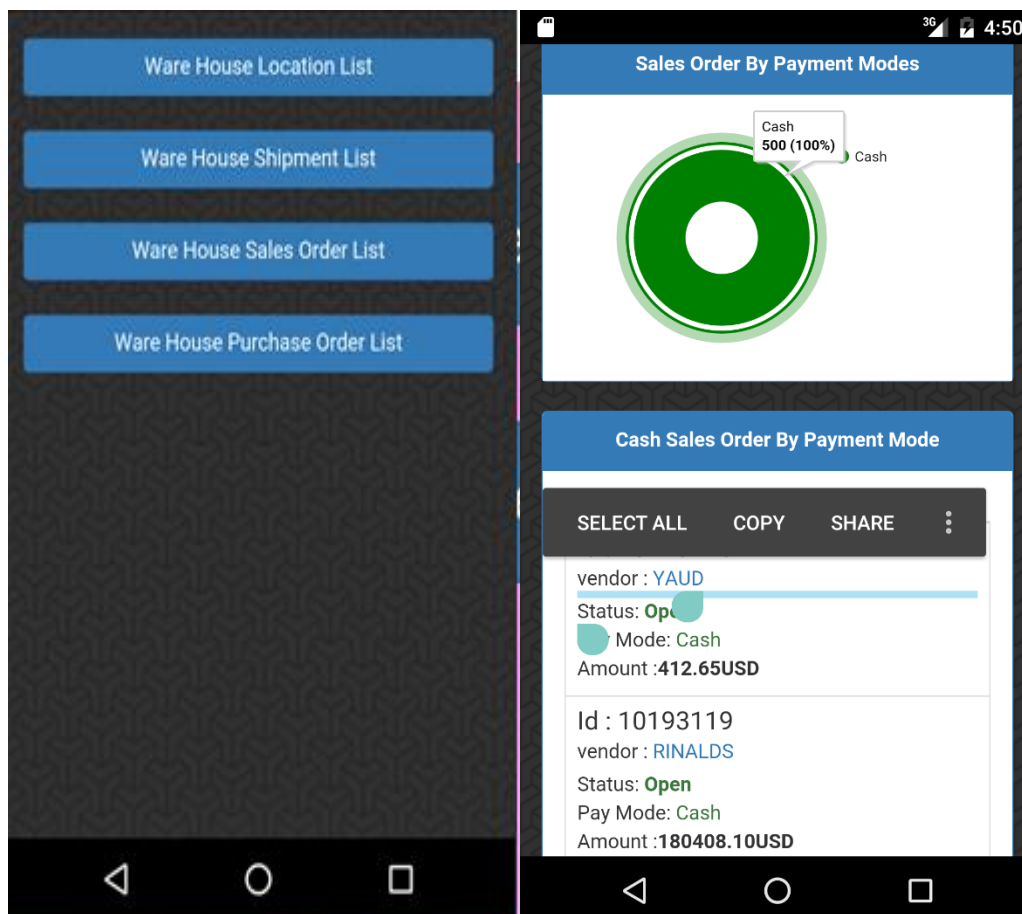 Ware House Location List
Ware House Shipment List
Ware House Sales Order List
Ware House Purchase Order List
3G 4:50
Sales Order By Payment Modes
Cash
500 (100%)
Cash
Cash Sales Order By Payment Mode
SELECT ALL COPY SHARE
vendor : YAUD
Status:
Mode: Cash
Amount :412.65USD
Id : 10193119
vendor : RINALDS
Status: Open
Pay Mode: Cash
Amount :180408.10USD